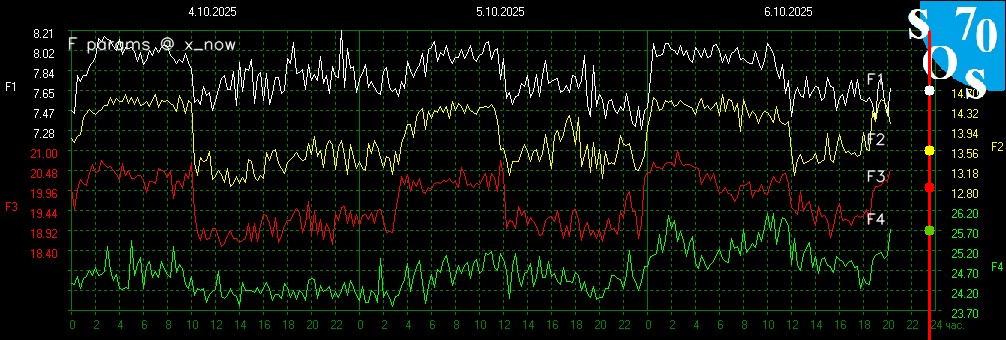 4.10.2025 5.10.2025 6.10.2025
SOS 70
F params @ x_now
8.21
8.02
7.84
7.65
7.47
7.28
F1
21.00
20.48
19.96
19.44
18.92
18.40
F3
F1
F2
F3
F4
14.70
14.32
13.94
13.56
13.18
12.80
F2
26.20
25.70
25.20
24.70
24.20
23.70
F4
0 2 4 6 8 10 12 14 16 18 20 22 0 2 4 6 8 10 12 14 16 18 20 22 0 2 4 6 8 10 12 14 16 18 20 22 24 час.